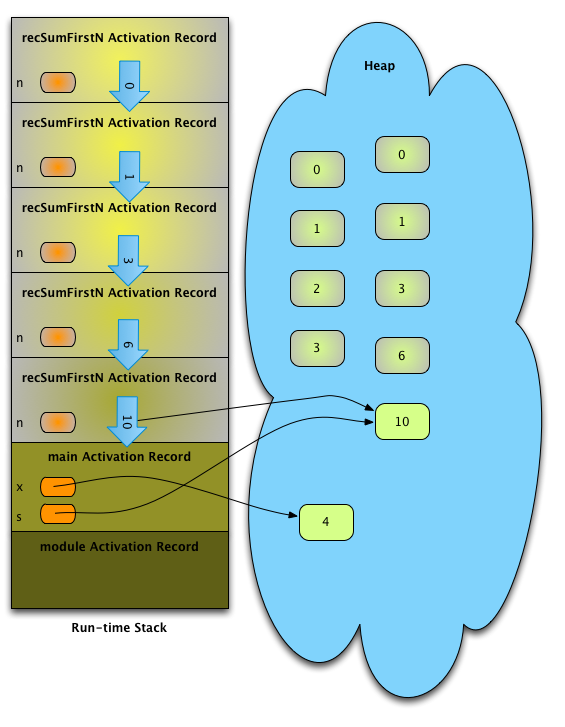 recSumFirstN Activation Record
0
n
recSumFirstN Activation Record
1
n
recSumFirstN Activation Record
3
n
recSumFirstN Activation Record
6
n
recSumFirstN Activation Record
10
n
main Activation Record
x
s
module Activation Record
Run-time Stack
Heap
0
0
1
1
2
3
3
6
10
4